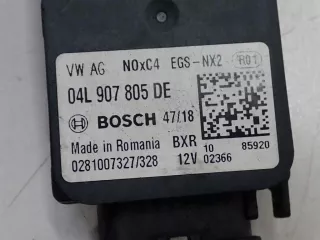 VW AG NOxC4 EGS-NX2 R01
04L 907 805 DE
BOSCH 47/18
Made in Romania BXR 10 85920
0281007327/328 12V 02366